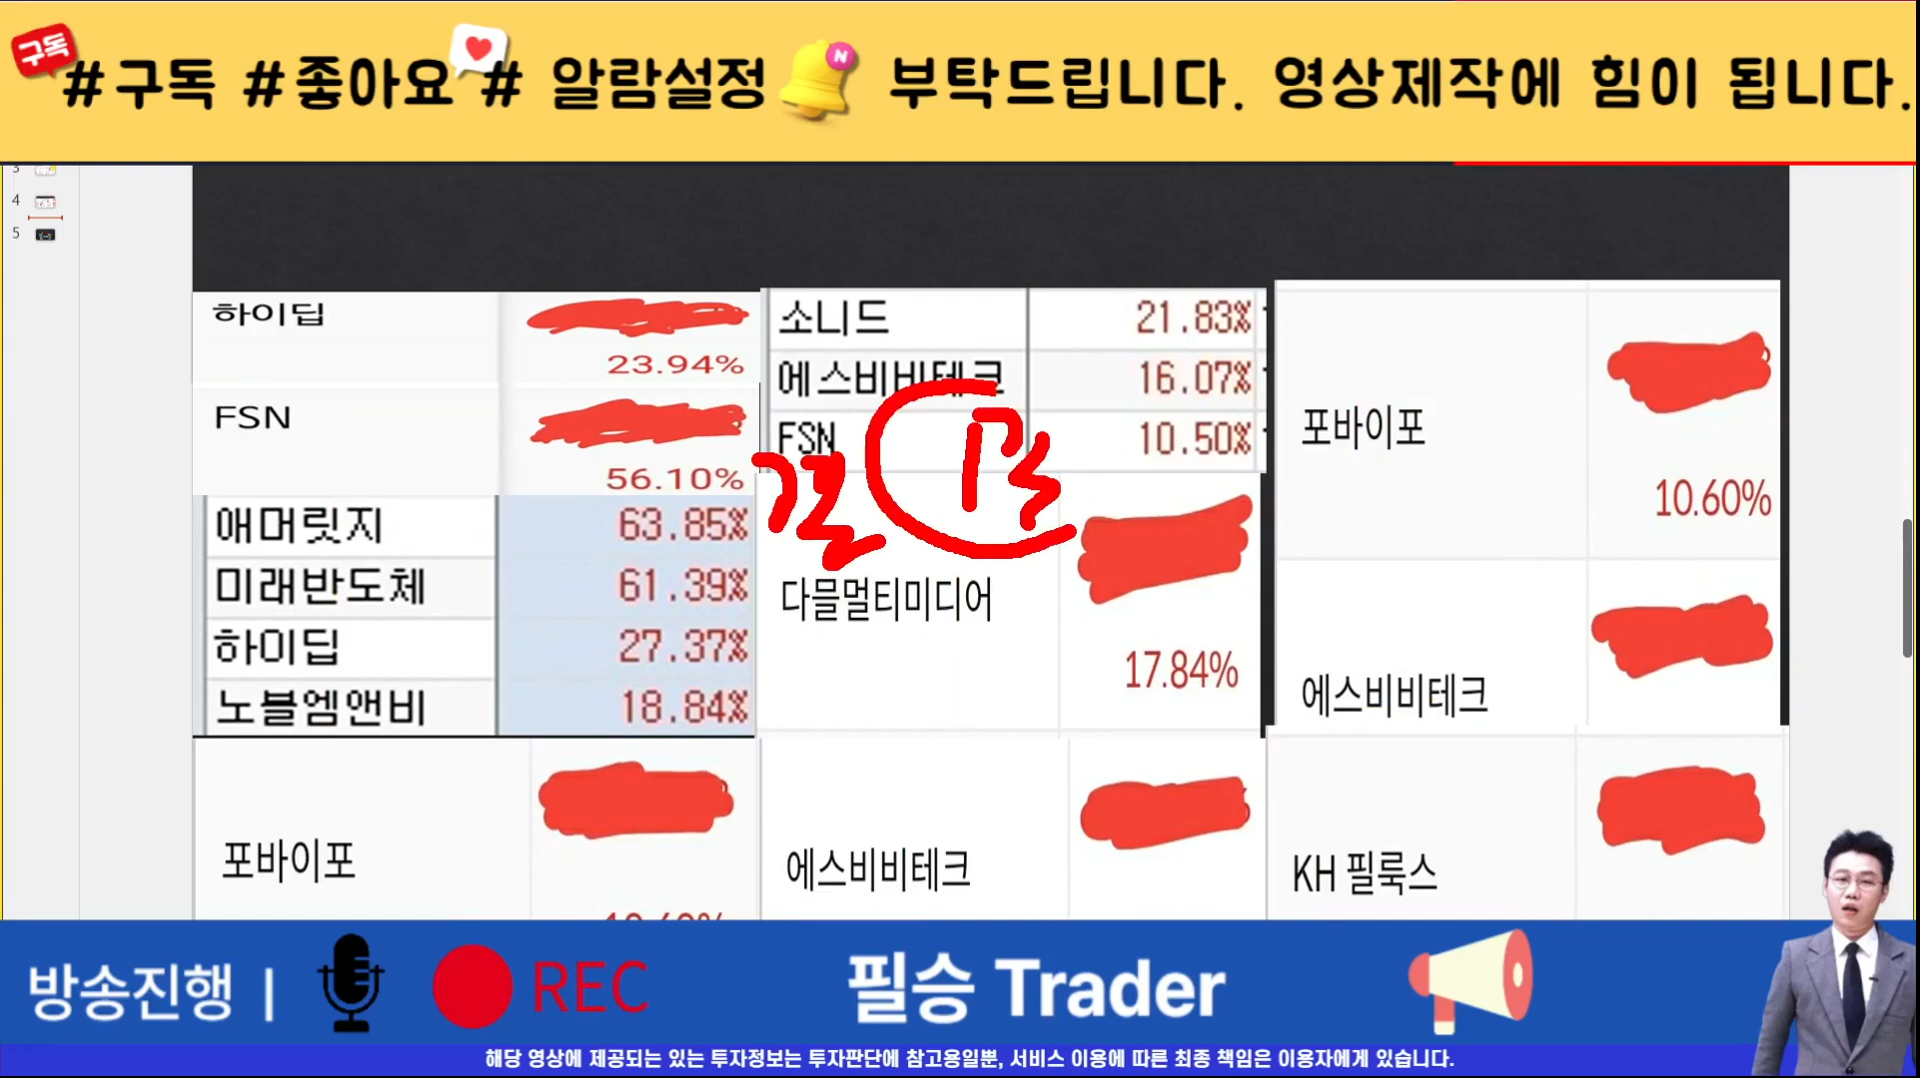 구독
#구독 #좋아요 # 알람설정 N 부탁드립니다. 영상제작에 힘이 됩니다.
3
4
5
하이딥
23.94%
FSN
56.10%
애머릿지 63.85%
미래반도체 61.39%
하이딥 27.37%
노블엠앤비 18.84%
소니드 21.83%
에스비비테크 16.07%
FSN 10.50%
다믈멀티미디어
17.84%
포바이포
10.60%
에스비비테크
포바이포
에스비비테크
KH 필룩스
방송진행 | REC 필승 Trader
해당 영상에 제공되는 있는 투자정보는 투자판단에 참고용일뿐, 서비스 이용에 따른 최종 책임은 이용자에게 있습니다.